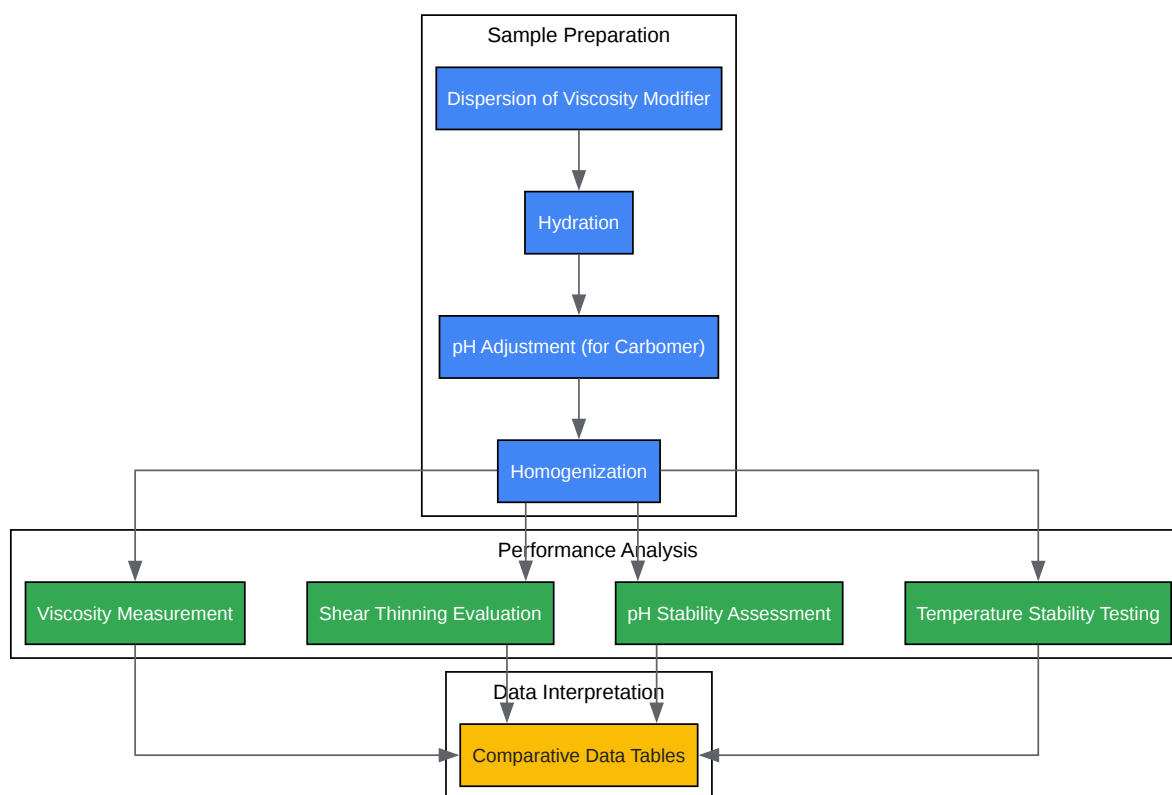 Sample Preparation
Dispersion of Viscosity Modifier
Hydration
pH Adjustment (for Carbomer)
Homogenization
Performance Analysis
Viscosity Measurement
Shear Thinning Evaluation
pH Stability Assessment
Temperature Stability Testing
Data Interpretation
Comparative Data Tables